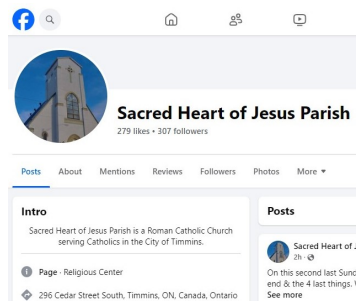 Sacred Heart of Jesus Parish
279 likes • 307 followers
Posts About Mentions Reviews Followers Photos More
Intro
Sacred Heart of Jesus Parish is a Roman Catholic Church
serving Catholics in the City of Timmins.
Page · Religious Center
296 Cedar Street South, Timmins, ON, Canada, Ontario
Posts
Sacred Heart of J
2h ·
On this second last Sund
end & the 4 last things.
See more